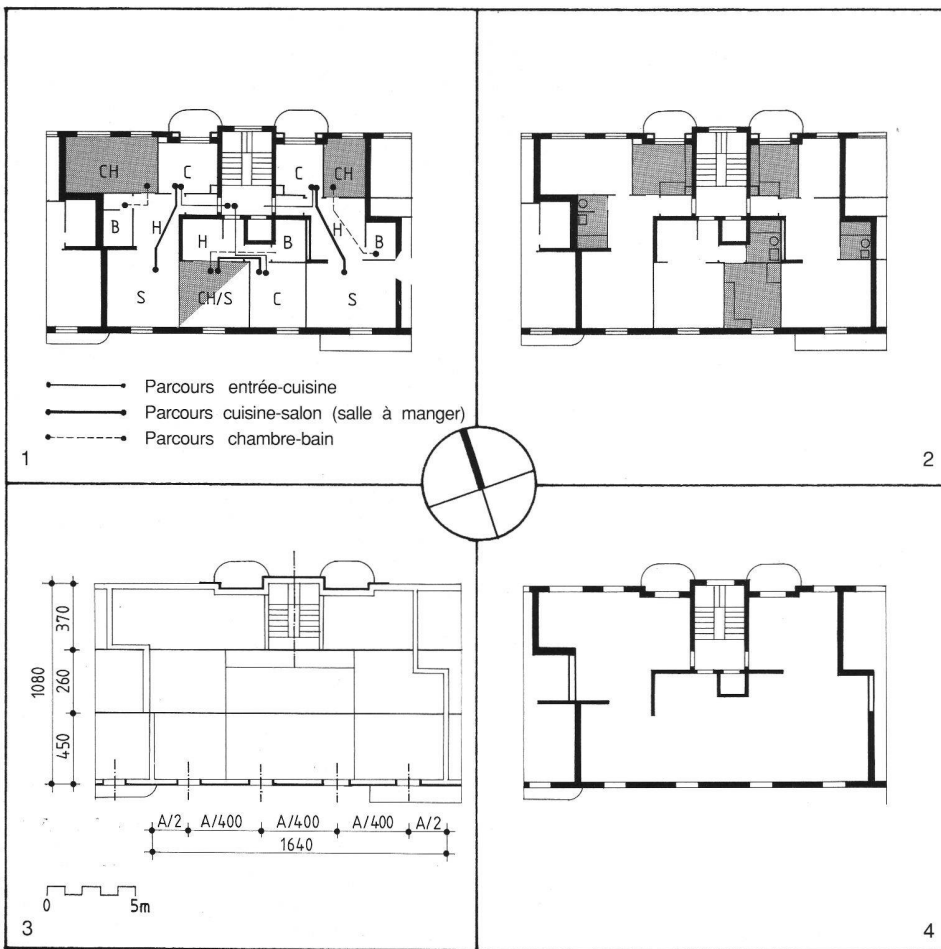 CH
C
C
CH
B
H
H
B
H
B
S
CH/S
C
S
Parcours entrée-cuisine
Parcours cuisine-salon (salle à manger)
Parcours chambre-bain
1
2
370
260
450
1080
A/2
A/400
A/400
A/400
A/2
1640
0
5m
3
4